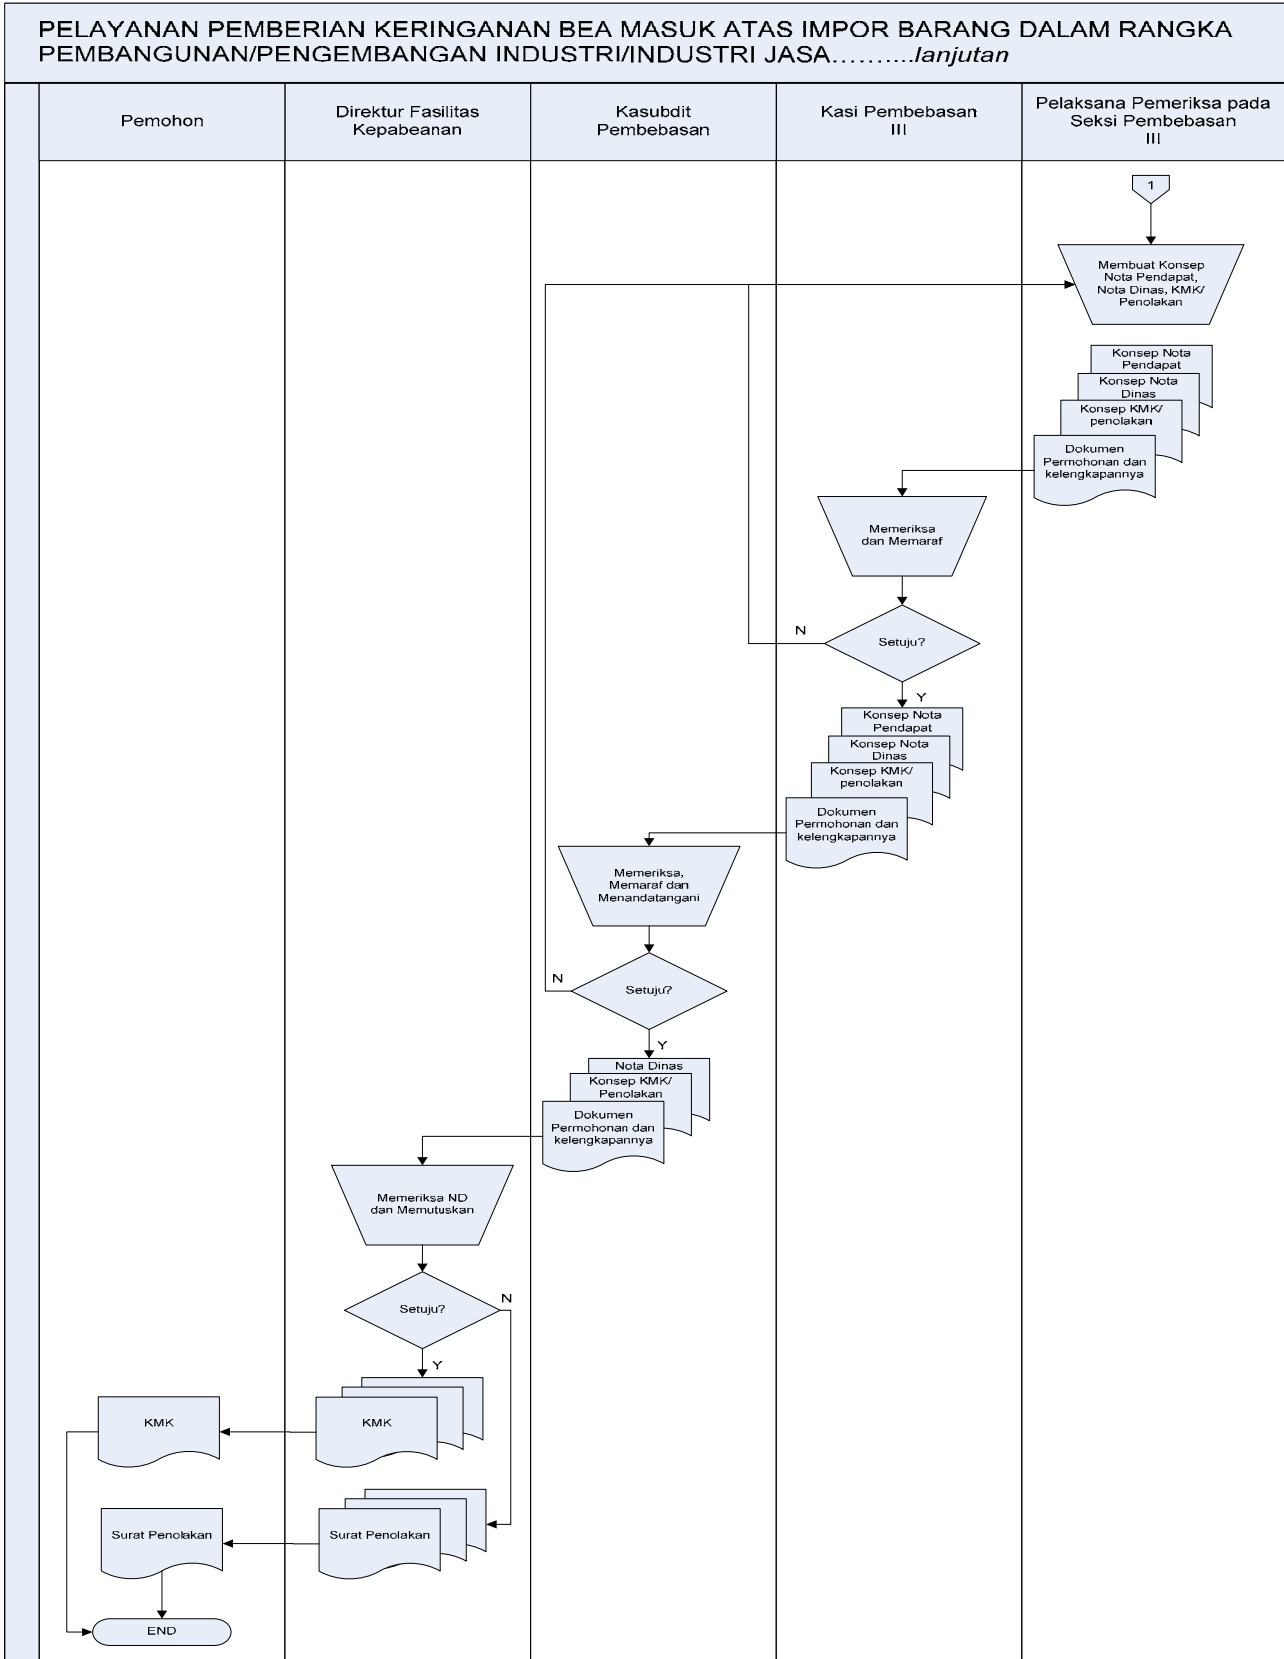 PELAYANAN PEMBERIAN KERINGANAN BEA MASUK ATAS IMPOR BARANG DALAM RANGKA
PEMBANGUNAN/PENGEMBANGAN INDUSTRI/INDUSTRI JASA..........lanjutan
Pemohon
Direktur Fasilitas
Kepabeanan
Kasubdit
Pembebasan
Kasi Pembebasan
III
Pelaksana Pemeriksa pada
Seksi Pembebasan
III
1
Membuat Konsep
Nota Pendapat,
Nota Dinas, KMK/
Penolakan
Konsep Nota
Pendapat
Konsep Nota
Dinas
Konsep KMK/
penolakan
Dokumen
Permohonan dan
kelengkapannya
Memeriksa
dan Memaraf
Setuju?
N
Y
Konsep Nota
Pendapat
Konsep Nota
Dinas
Konsep KMK/
penolakan
Dokumen
Permohonan dan
kelengkapannya
Memeriksa,
Memaraf dan
Menandatangani
Setuju?
N
Y
Nota Dinas
Konsep KMK/
Penolakan
Dokumen
Permohonan dan
kelengkapannya
Memeriksa ND
dan Memutuskan
Setuju?
N
Y
KMK
KMK
Surat Penolakan
Surat Penolakan
END